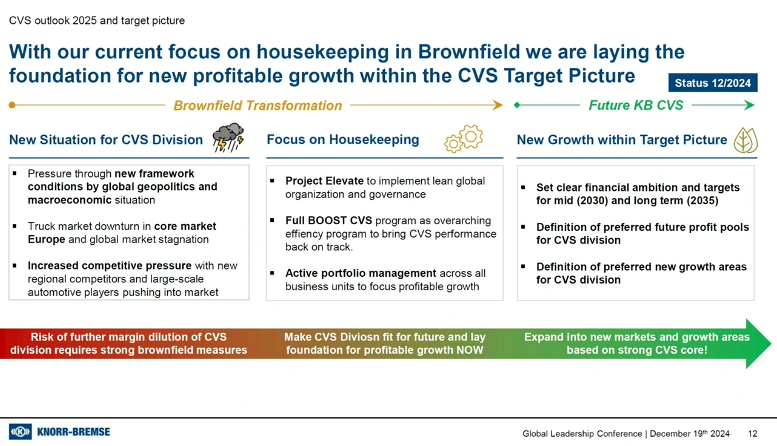 CVS outlook 2025 and target picture
With our current focus on housekeeping in Brownfield we are laying the
foundation for new profitable growth within the CVS Target Picture
Status 12/2024
Brownfield Transformation
Future KB CVS
New Situation for CVS Division
Focus on Housekeeping
New Growth within Target Picture
▪ Pressure through new framework
conditions by global geopolitics and
macroeconomic situation
▪ Truck market downturn in core market
Europe and global market stagnation
▪ Increased competitive pressure with new
regional competitors and large-scale
automotive players pushing into market
▪ Project Elevate to implement lean global
organization and governance
▪ Full BOOST CVS program as overarching
effiency program to bring CVS performance
back on track.
▪ Active portfolio management across all
business units to focus profitable growth
▪ Set clear financial ambition and targets
for mid (2030) and long term (2035)
▪ Definition of preferred future profit pools
for CVS division
▪ Definition of preferred new growth areas
for CVS division
Risk of further margin dilution of CVS
division requires strong brownfield measures
Make CVS Diviosn fit for future and lay
foundation for profitable growth NOW
Expand into new markets and growth areas
based on strong CVS core!
KNORR-BREMSE
Global Leadership Conference | December 19th 2024 12